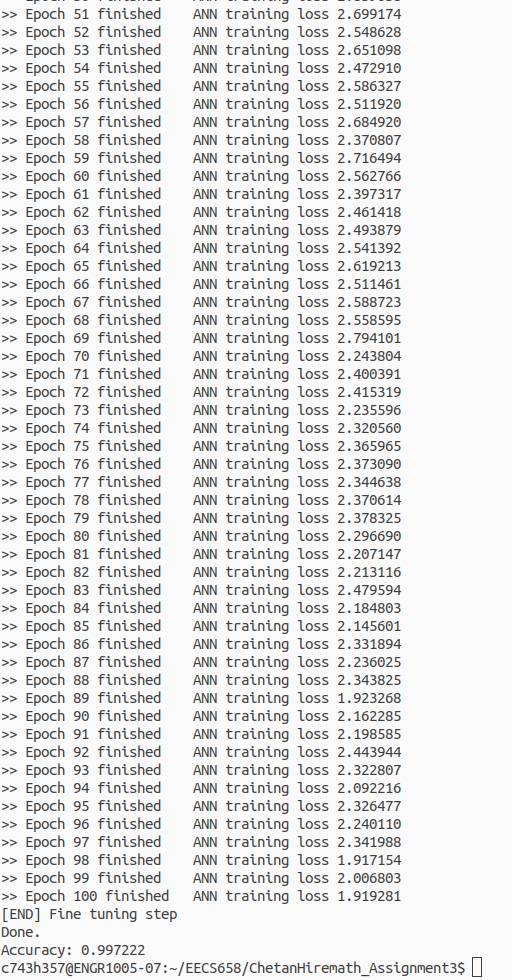 >> Epoch 51 finished    ANN training loss 2.699174
>> Epoch 52 finished    ANN training loss 2.548628
>> Epoch 53 finished    ANN training loss 2.651098
>> Epoch 54 finished    ANN training loss 2.472910
>> Epoch 55 finished    ANN training loss 2.586327
>> Epoch 56 finished    ANN training loss 2.511920
>> Epoch 57 finished    ANN training loss 2.684920
>> Epoch 58 finished    ANN training loss 2.370807
>> Epoch 59 finished    ANN training loss 2.716494
>> Epoch 60 finished    ANN training loss 2.562766
>> Epoch 61 finished    ANN training loss 2.397317
>> Epoch 62 finished    ANN training loss 2.461418
>> Epoch 63 finished    ANN training loss 2.493879
>> Epoch 64 finished    ANN training loss 2.541392
>> Epoch 65 finished    ANN training loss 2.619213
>> Epoch 66 finished    ANN training loss 2.511461
>> Epoch 67 finished    ANN training loss 2.588723
>> Epoch 68 finished    ANN training loss 2.558595
>> Epoch 69 finished    ANN training loss 2.794101
>> Epoch 70 finished    ANN training loss 2.243804
>> Epoch 71 finished    ANN training loss 2.400391
>> Epoch 72 finished    ANN training loss 2.415319
>> Epoch 73 finished    ANN training loss 2.235596
>> Epoch 74 finished    ANN training loss 2.320560
>> Epoch 75 finished    ANN training loss 2.365965
>> Epoch 76 finished    ANN training loss 2.373090
>> Epoch 77 finished    ANN training loss 2.344638
>> Epoch 78 finished    ANN training loss 2.370614
>> Epoch 79 finished    ANN training loss 2.378325
>> Epoch 80 finished    ANN training loss 2.296690
>> Epoch 81 finished    ANN training loss 2.207147
>> Epoch 82 finished    ANN training loss 2.213116
>> Epoch 83 finished    ANN training loss 2.479594
>> Epoch 84 finished    ANN training loss 2.184803
>> Epoch 85 finished    ANN training loss 2.145601
>> Epoch 86 finished    ANN training loss 2.331894
>> Epoch 87 finished    ANN training loss 2.236025
>> Epoch 88 finished    ANN training loss 2.343825
>> Epoch 89 finished    ANN training loss 1.923268
>> Epoch 90 finished    ANN training loss 2.162285
>> Epoch 91 finished    ANN training loss 2.198585
>> Epoch 92 finished    ANN training loss 2.443944
>> Epoch 93 finished    ANN training loss 2.322807
>> Epoch 94 finished    ANN training loss 2.092216
>> Epoch 95 finished    ANN training loss 2.326477
>> Epoch 96 finished    ANN training loss 2.240110
>> Epoch 97 finished    ANN training loss 2.341988
>> Epoch 98 finished    ANN training loss 1.917154
>> Epoch 99 finished    ANN training loss 2.006803
>> Epoch 100 finished   ANN training loss 1.919281
[END] Fine tuning step
Done.
Accuracy: 0.997222
c743h357@ENGR1005-07:~/EECS658/ChetanHiremath_Assignment3$